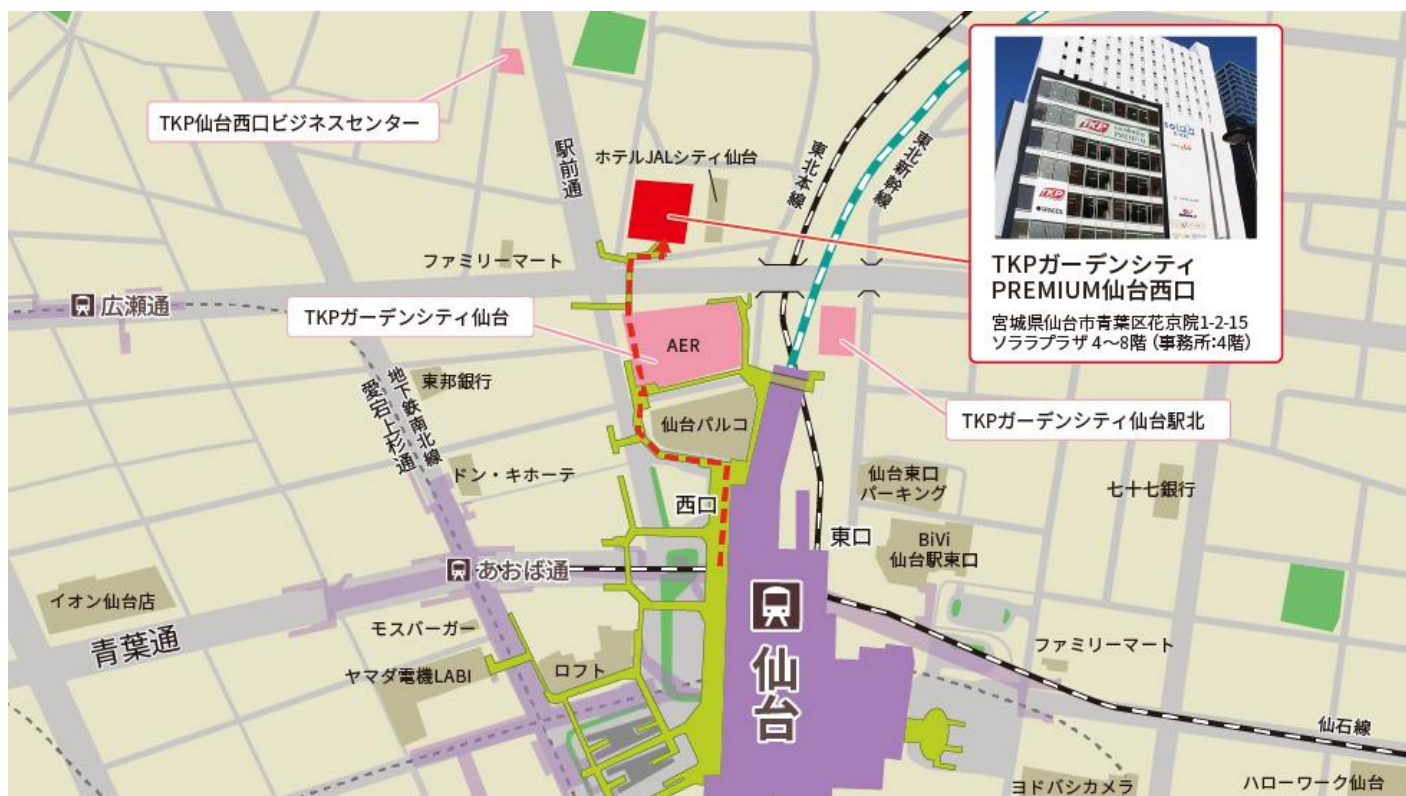 TKP仙台西口ビジネスセンター
駅前通
ホテルJALシティ仙台
東北本線
東北新幹線
TKP
PREMIUM
TKP
SPACES.
TKPガーデンシティ
PREMIUM仙台西口
宮城県仙台市青葉区花京院1-2-15
ソララプラザ 4～8階（事務所:4階）
ファミリーマート
広瀬通
TKPガーデンシティ仙台
AER
東邦銀行
地下鉄南北線
愛宕上杉通
仙台パルコ
TKPガーデンシティ仙台駅北
ドン・キホーテ
西口
仙台東口
パーキング
七十七銀行
東口
BiVi
仙台駅東口
あおば通
イオン仙台店
青葉通
モスバーガー
ヤマダ電機LABI
ロフト
仙台
ファミリーマート
仙石線
ヨドバシカメラ
ハローワーク仙台